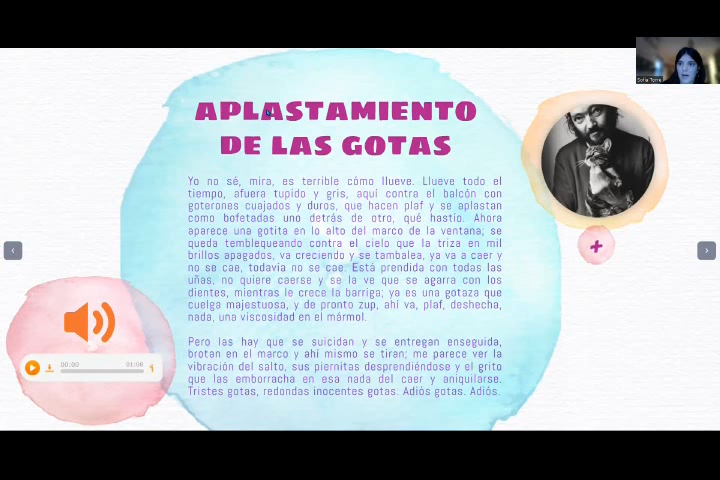 Sofía Torre
APLASTAMIENTO
DE LAS GOTAS
Yo no sé, mira, es terrible cómo llueve. Llueve todo el
tiempo, afuera tupido y gris, aquí contra el balcón con
goterones cuajados y duros, que hacen plaf y se aplastan
como bofetadas uno detrás de otro, qué hastío. Ahora
aparece una gotita en lo alto del marco de la ventana; se
queda temblequeando contra el cielo que la triza en mil
brillos apagados, va creciendo y se tambalea, ya va a caer y
no se cae, todavía no se cae. Está prendida con todas las
uñas, no quiere caerse y se la ve que se agarra con los
dientes, mientras le crece la barriga; ya es una gotaza que
cuelga majestuosa, y de pronto zup, ahí va, plaf, deshecha,
nada, una viscosidad en el mármol.
Pero las hay que se suicidan y se entregan enseguida,
brotan en el marco y ahí mismo se tiran; me parece ver la
vibración del salto, sus piernitas desprendiéndose y el grito
que las emborracha en esa nada del caer y aniquilarse.
Tristes gotas, redondas inocentes gotas. Adiós gotas. Adiós.
00:00 01:08